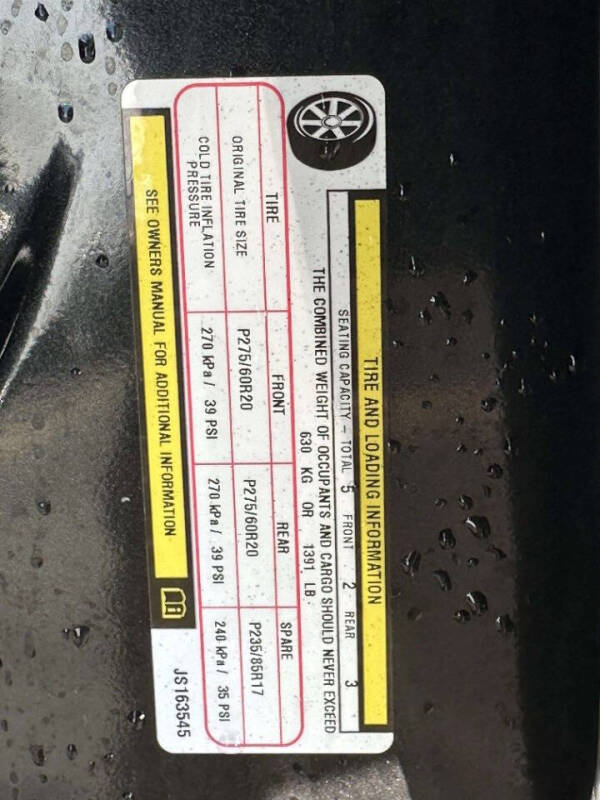 TIRE AND LOADING INFORMATION
SEATING CAPACITY – TOTAL 5 FRONT 2 REAR 3
THE COMBINED WEIGHT OF OCCUPANTS AND CARGO SHOULD NEVER EXCEED
630 KG OR 1391 LB
TIRE FRONT REAR SPARE
ORIGINAL TIRE SIZE P275/60R20 P275/60R20 P235/85R17
COLD TIRE INFLATION PRESSURE 270 kPa / 39 PSI 270 kPa / 39 PSI 240 kPa / 35 PSI
SEE OWNERS MANUAL FOR ADDITIONAL INFORMATION
JS163545